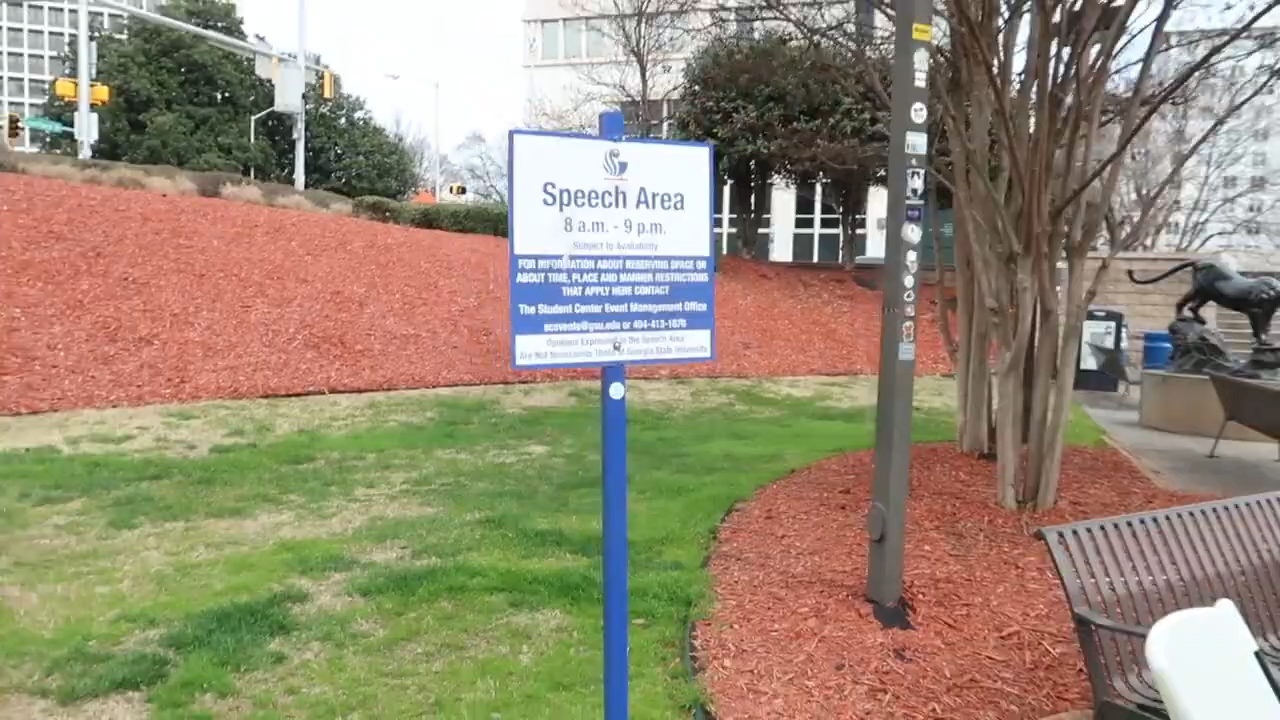 Speech Area
8 a.m. - 9 p.m.
Subject to Availability
FOR INFORMATION ABOUT RESERVING SPACE OR
ABOUT TIME, PLACE AND MANNER RESTRICTIONS
THAT APPLY HERE CONTACT
The Student Center Event Management Office
scevents@gsu.edu or 404-413-1870
Opinions Expressed in the Speech Area
Are Not Necessarily Those of Georgia State University